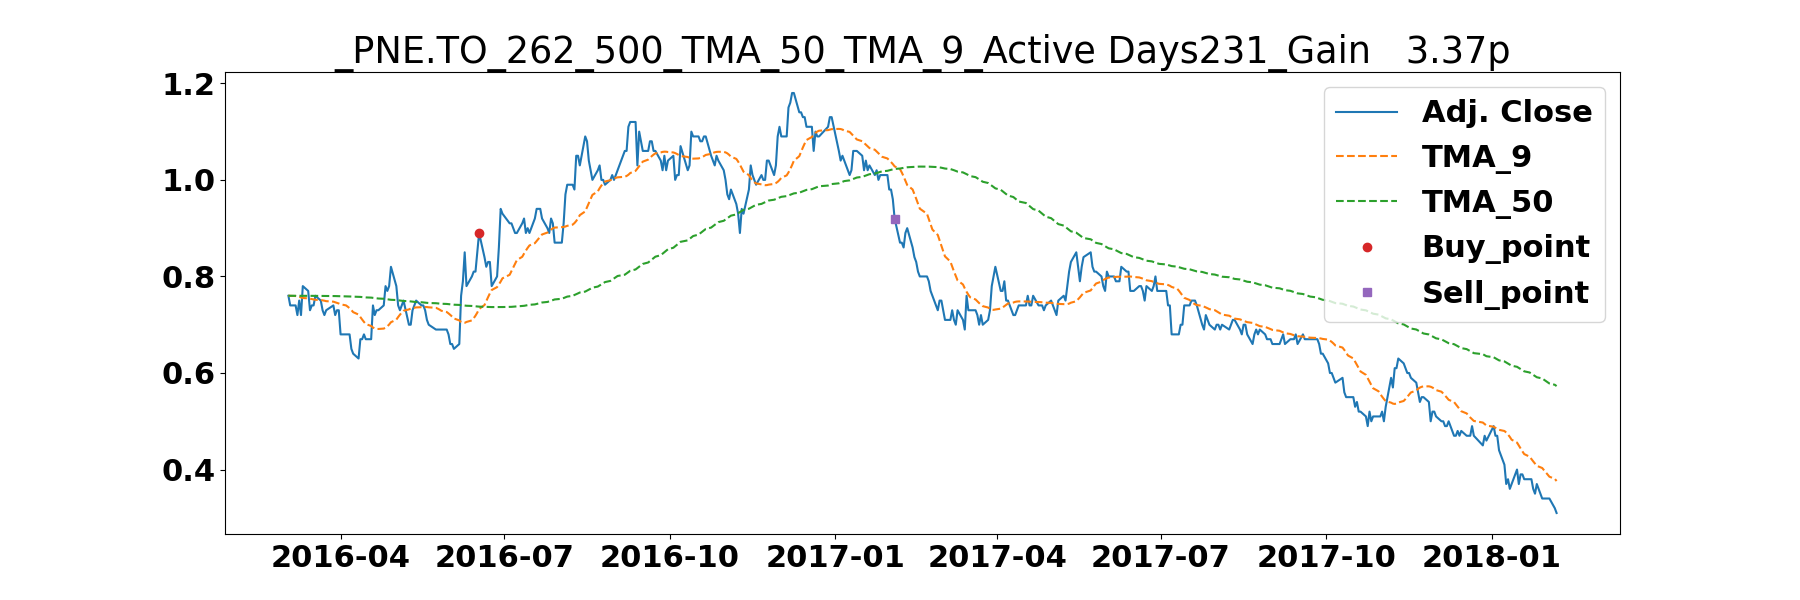 _PNE.TO_262_500_TMA_50_TMA_9_Active Days231_Gain   3.37p
1.2
1.0
0.8
0.6
0.4
Adj. Close
TMA_9
TMA_50
Buy_point
Sell_point
2016-04 2016-07 2016-10 2017-01 2017-04 2017-07 2017-10 2018-01